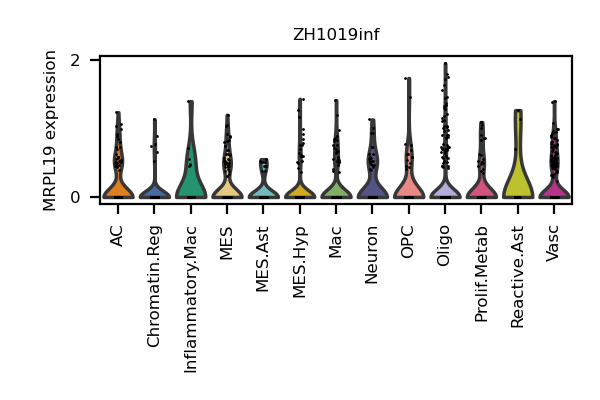 ZH1019inf
MRPL19 expression
2
0
AC
Chromatin.Reg
Inflammatory.Mac
MES
MES.Ast
MES.Hyp
Mac
Neuron
OPC
Oligo
Prolif.Metab
Reactive.Ast
Vasc